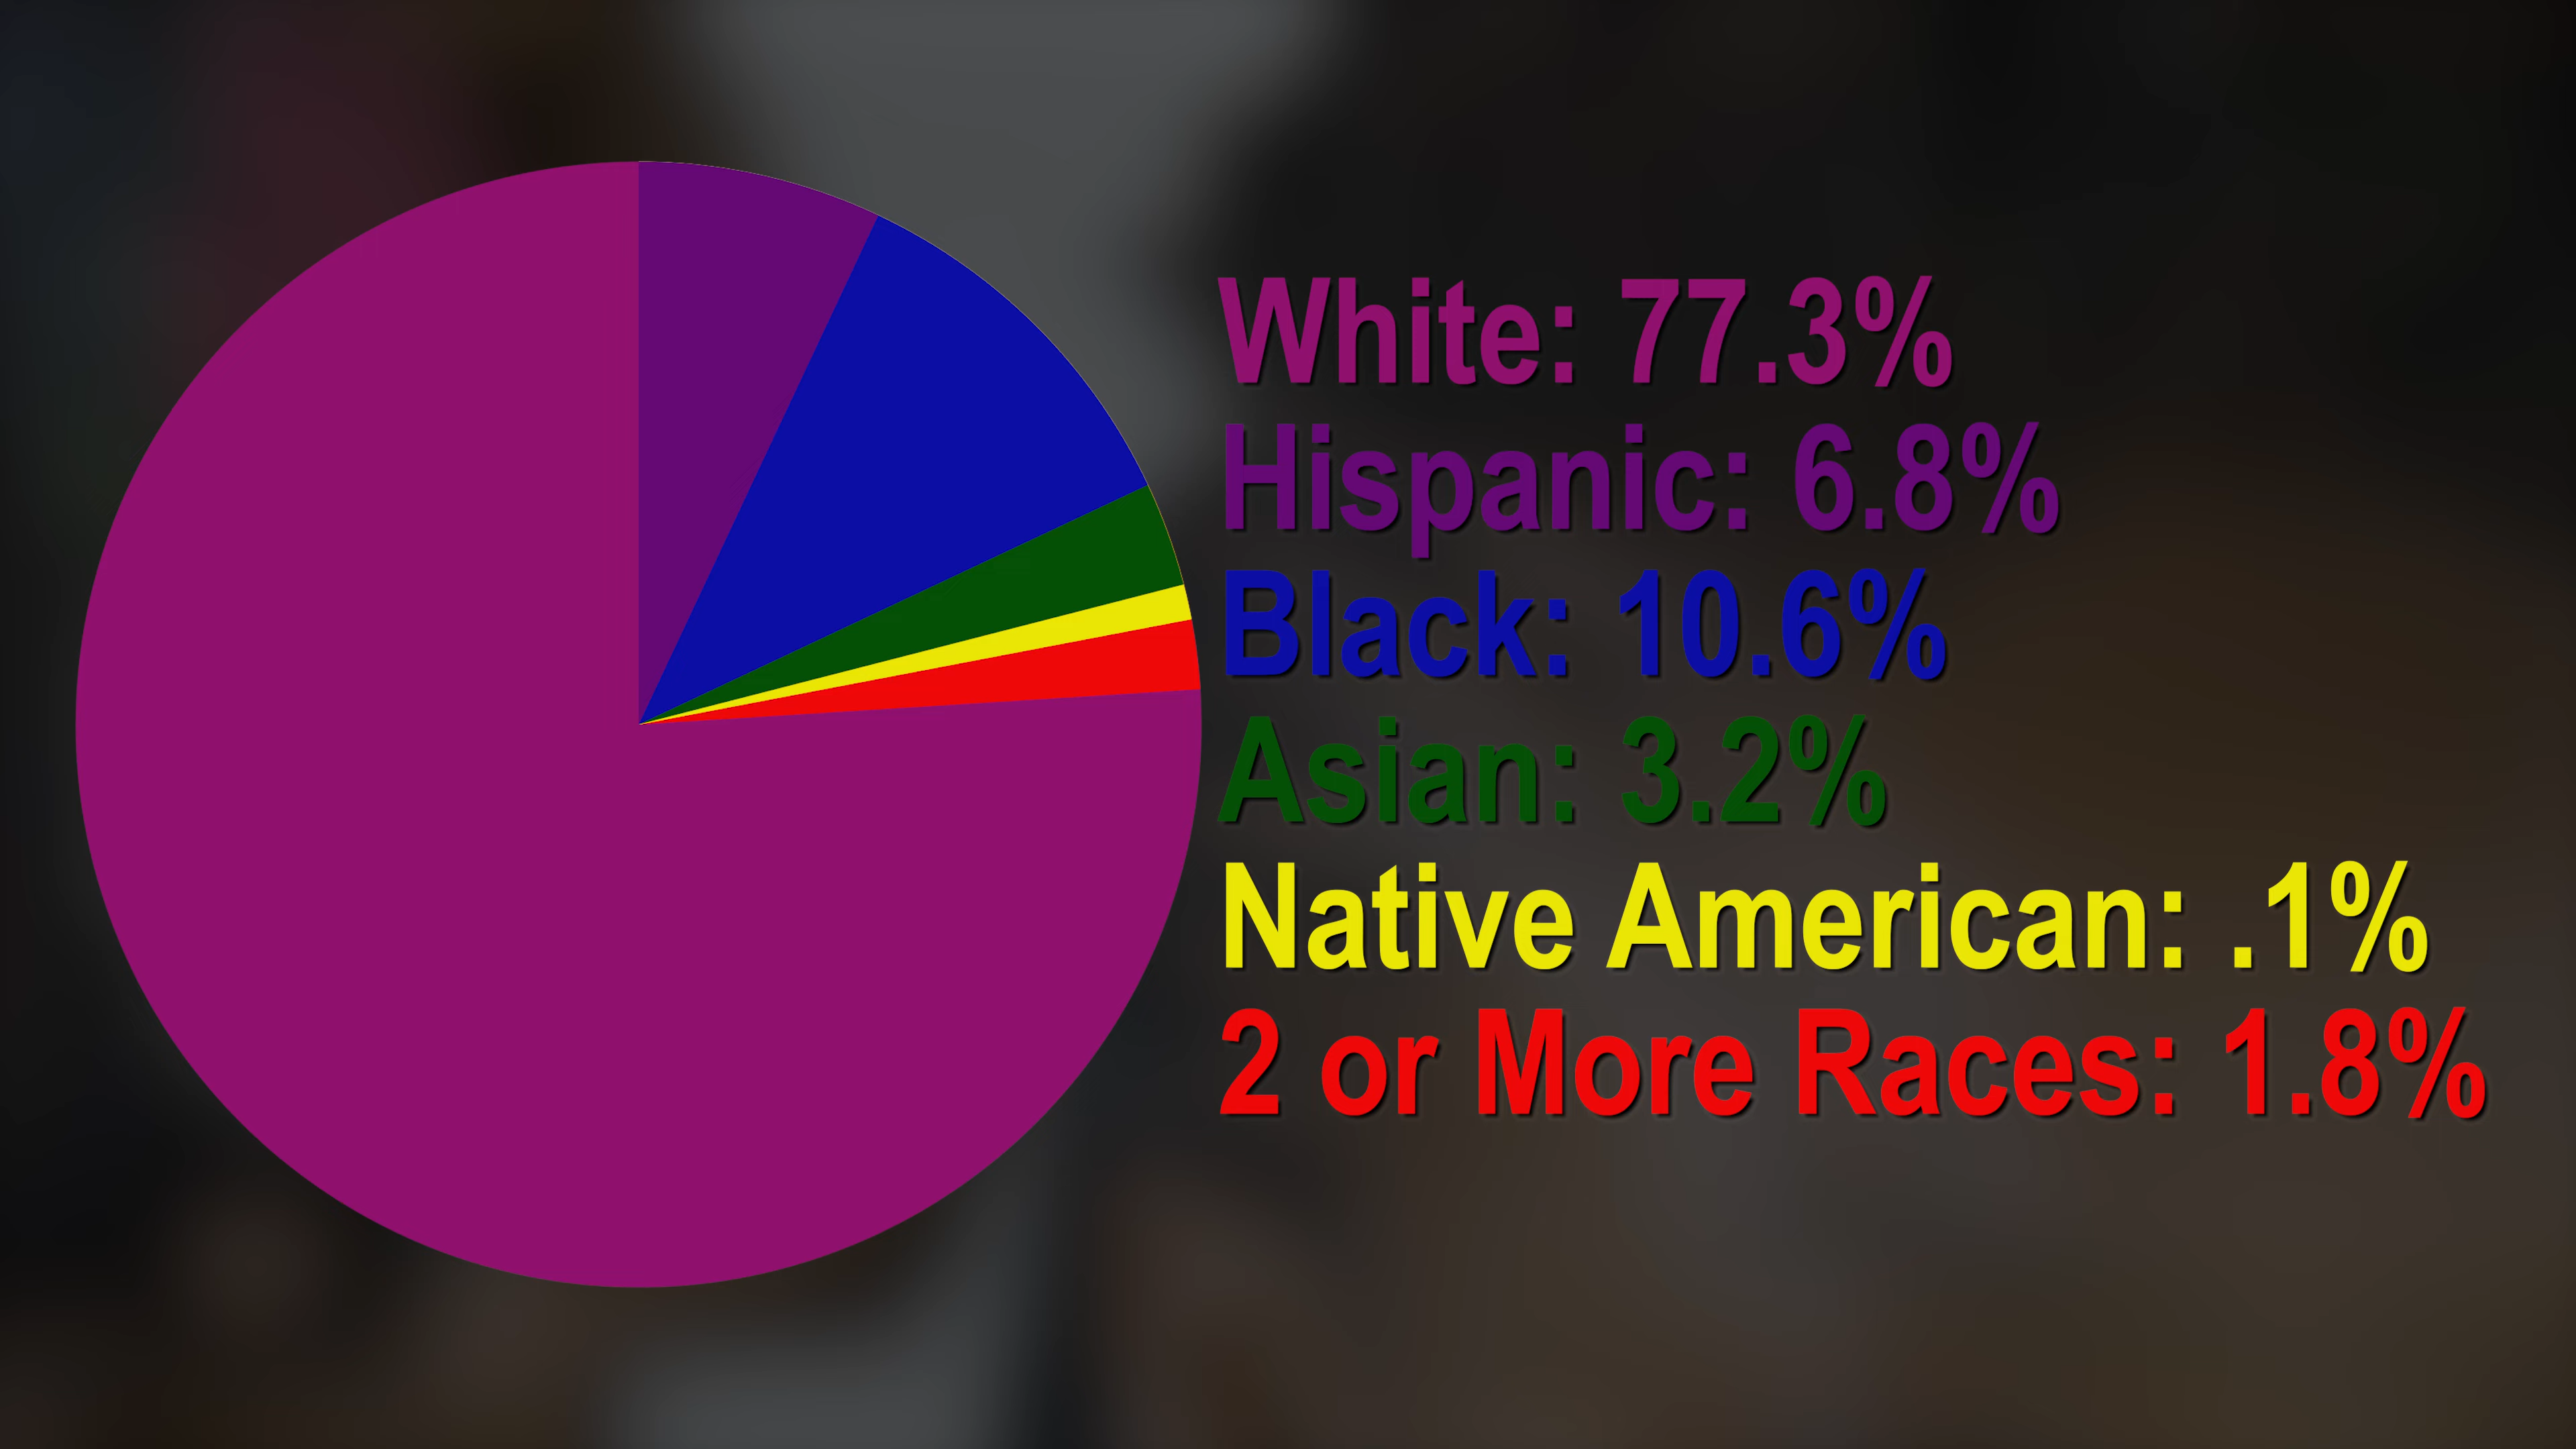 White: 77.3%
Hispanic: 6.8%
Black: 10.6%
Asian: 3.2%
Native American: .1%
2 or More Races: 1.8%